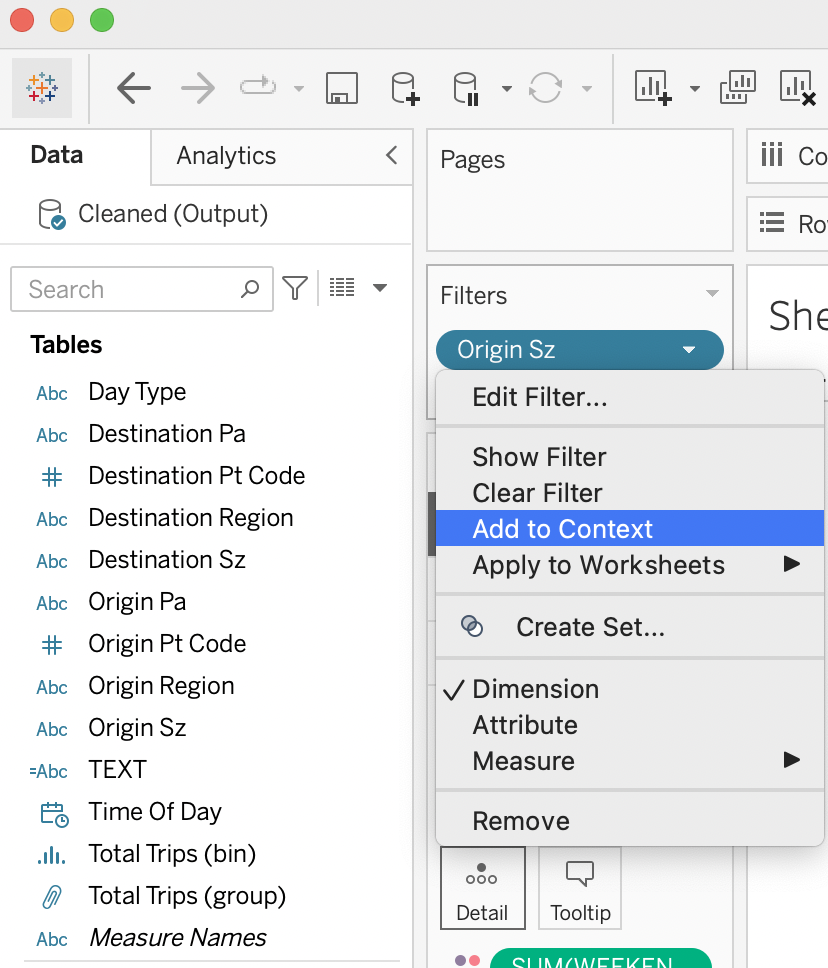 Data
Analytics
Cleaned (Output)
Search
Tables
Abc Day Type
Abc Destination Pa
# Destination Pt Code
Abc Destination Region
Abc Destination Sz
Abc Origin Pa
# Origin Pt Code
Abc Origin Region
Abc Origin Sz
=Abc TEXT
Time Of Day
Total Trips (bin)
Total Trips (group)
Abc Measure Names
Pages
Filters
Origin Sz
Edit Filter...
Show Filter
Clear Filter
Add to Context
Apply to Worksheets
Create Set...
Dimension
Attribute
Measure
Remove
Detail
Tooltip
SUM(WEEKEN
Co
Ro
She